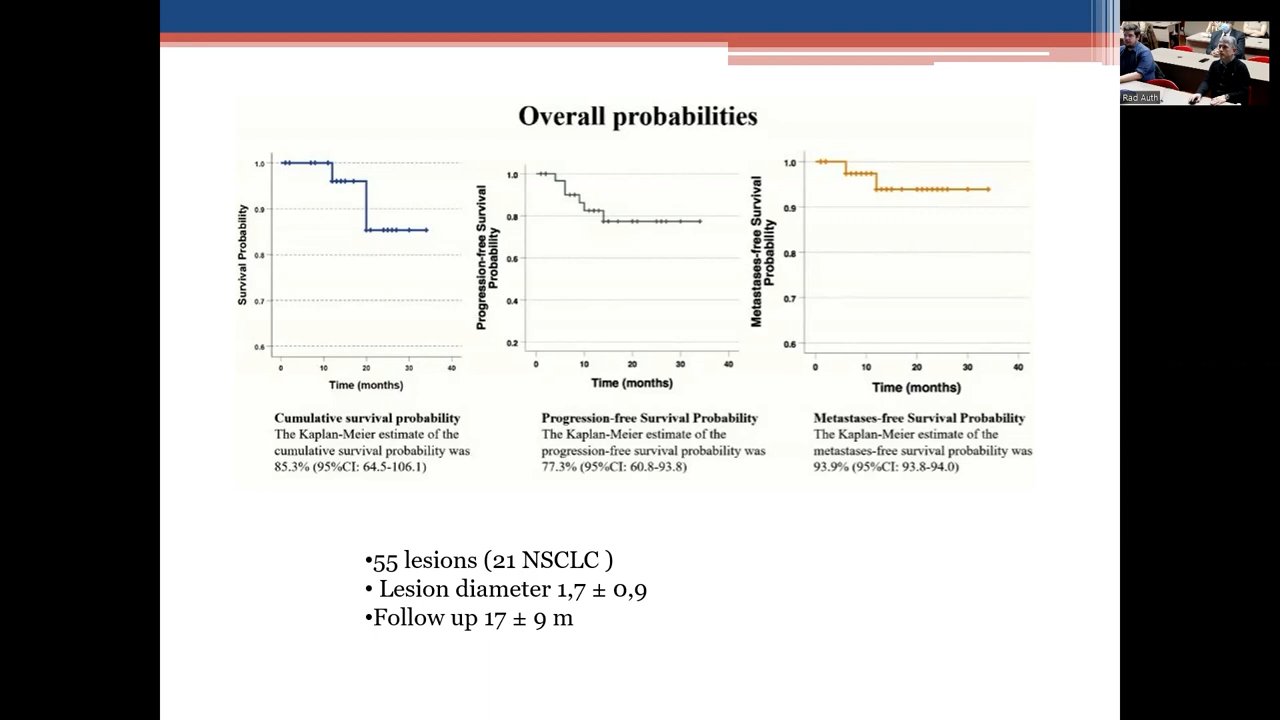 Rad Auth
Overall probabilities
Survival Probability
1.0
0.9
0.8
0.7
0.6
0 10 20 30 40
Time (months)
Progression-free Survival
Probability
1.0
0.8
0.6
0.4
0.2
0 10 20 30 40
Time (months)
Metastases-free Survival
Probability
1.0
0.9
0.8
0.7
0.6
0 10 20 30 40
Time (months)
Cumulative survival probability
The Kaplan-Meier estimate of the
cumulative survival probability was
85.3% (95%CI: 64.5-106.1)
Progression-free Survival Probability
The Kaplan-Meier estimate of the
progression-free survival probability was
77.3% (95%CI: 60.8-93.8)
Metastases-free Survival Probability
The Kaplan-Meier estimate of the
metastases-free survival probability was
93.9% (95%CI: 93.8-94.0)
•55 lesions (21 NSCLC )
• Lesion diameter 1,7 ± 0,9
•Follow up 17 ± 9 m